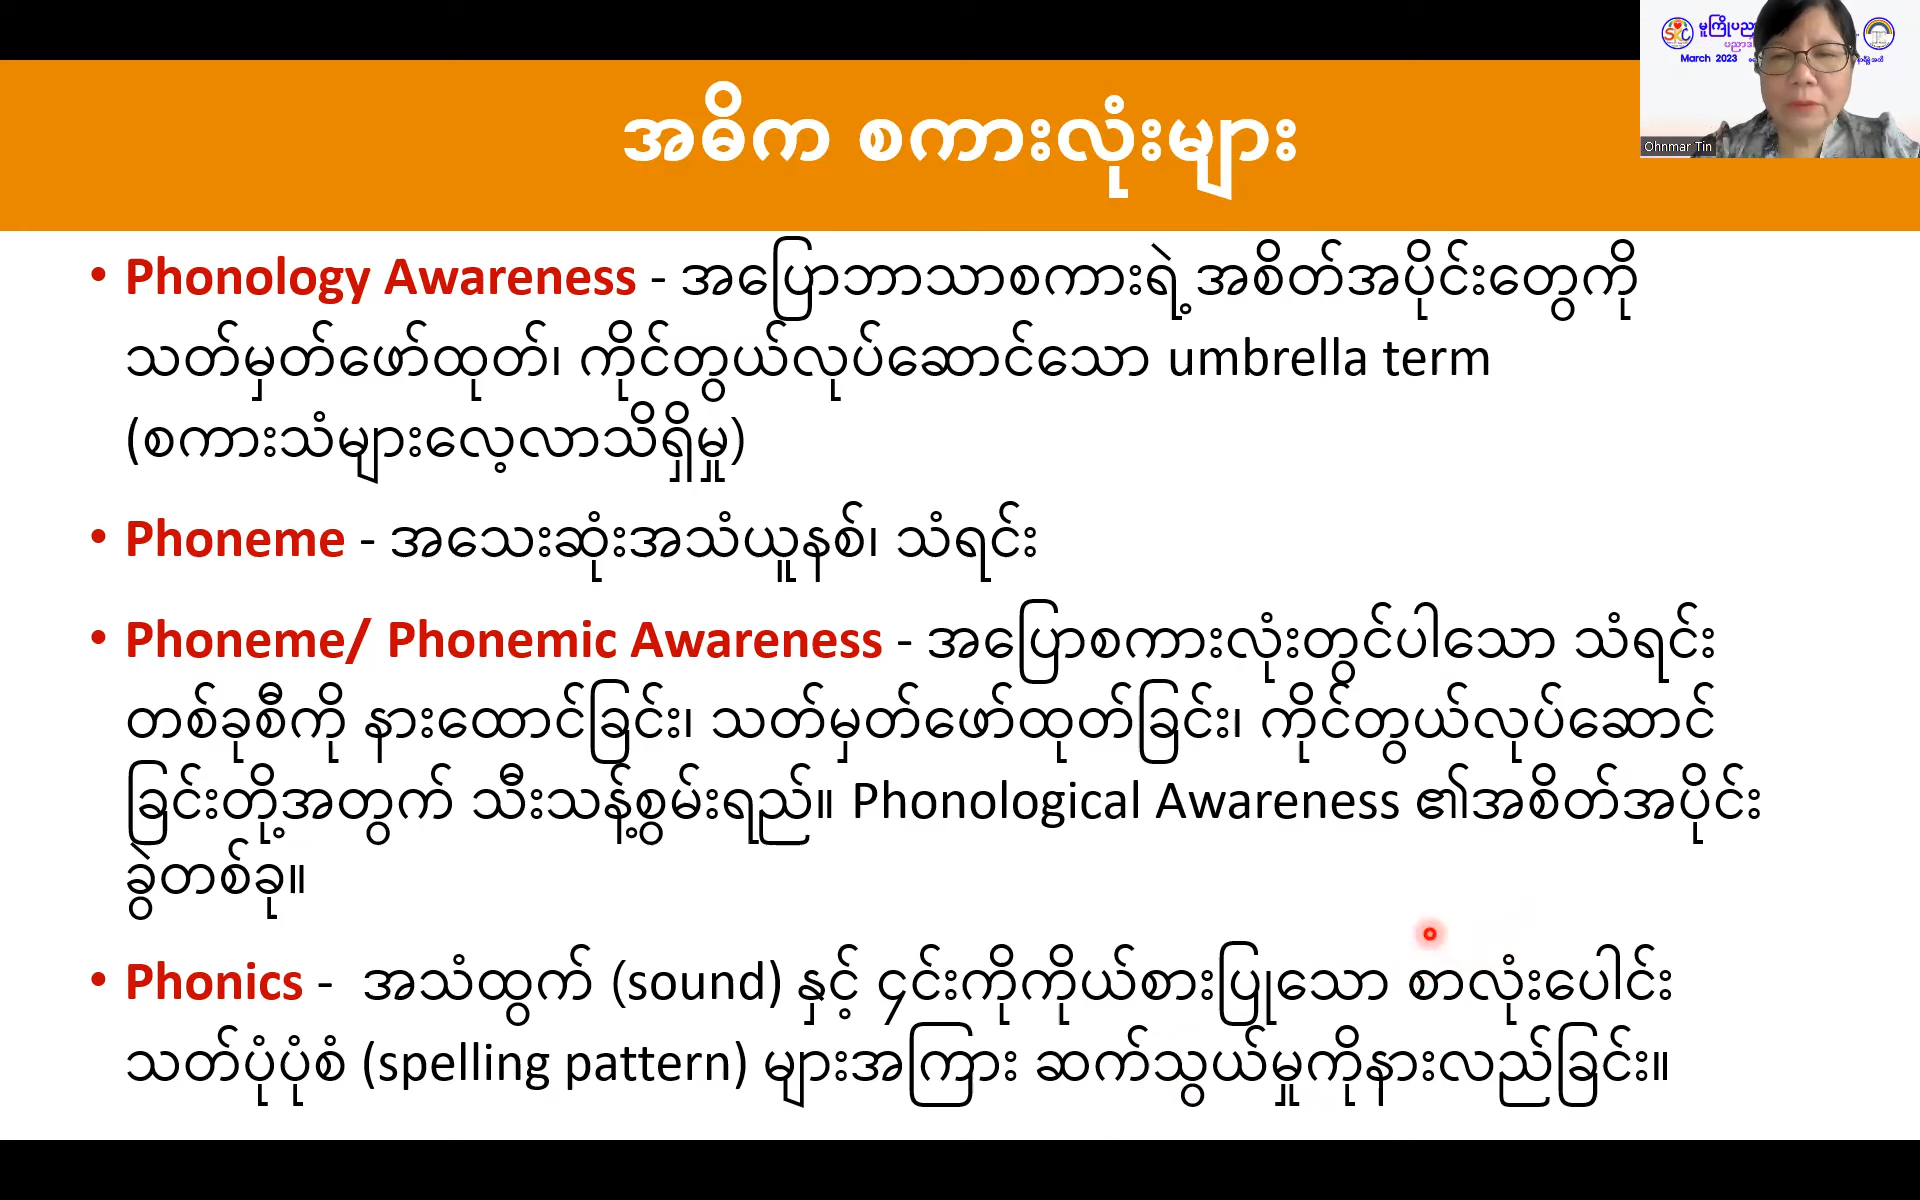 မူကြိုပညာ
March 2023
Ohnmar Tin
အဓိက စကားလုံးများ
• Phonology Awareness - အပြောဘာသာစကားရဲ့အစိတ်အပိုင်းတွေကို
သတ်မှတ်ဖော်ထုတ်၊ ကိုင်တွယ်လုပ်ဆောင်သော umbrella term
(စကားသံများလေ့လာသိရှိမှု)
• Phoneme - အသေးဆုံးအသံယူနစ်၊ သံရင်း
• Phoneme/ Phonemic Awareness - အပြောစကားလုံးတွင်ပါသော သံရင်း
တစ်ခုစီကို နားထောင်ခြင်း၊ သတ်မှတ်ဖော်ထုတ်ခြင်း၊ ကိုင်တွယ်လုပ်ဆောင်
ခြင်းတို့အတွက် သီးသန့်စွမ်းရည်။ Phonological Awareness ၏အစိတ်အပိုင်း
ခွဲတစ်ခု။
• Phonics - အသံထွက် (sound) နှင့် ၄င်းကိုကိုယ်စားပြုသော စာလုံးပေါင်း
သတ်ပုံပုံစံ (spelling pattern) များအကြား ဆက်သွယ်မှုကိုနားလည်ခြင်း။